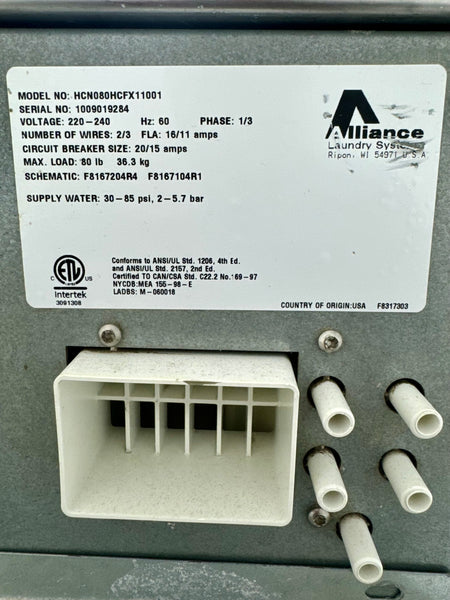 MODEL NO: HCN080HCFX11001
SERIAL NO: 1009019284
VOLTAGE: 220-240 Hz: 60 PHASE: 1/3
NUMBER OF WIRES: 2/3 FLA: 16/11 amps
CIRCUIT BREAKER SIZE: 20/15 amps
MAX. LOAD: 80 lb 36.3 kg
SCHEMATIC: F8167204R4 F8167104R1
SUPPLY WATER: 30-85 psi, 2-5.7 bar
Alliance
Laundry Systems
Ripon, WI 54971 U.S.A
ETL
C US
Intertek
3091308
Conforms to ANSI/UL Std. 1206, 4th Ed.
and ANSI/UL Std. 2157, 2nd Ed.
Certified TO CAN/CSA Std. C22.2 No.:69-97
NYCDB:MEA 155-98-E
LADBS: M-060018
COUNTRY OF ORIGIN:USA F8317303